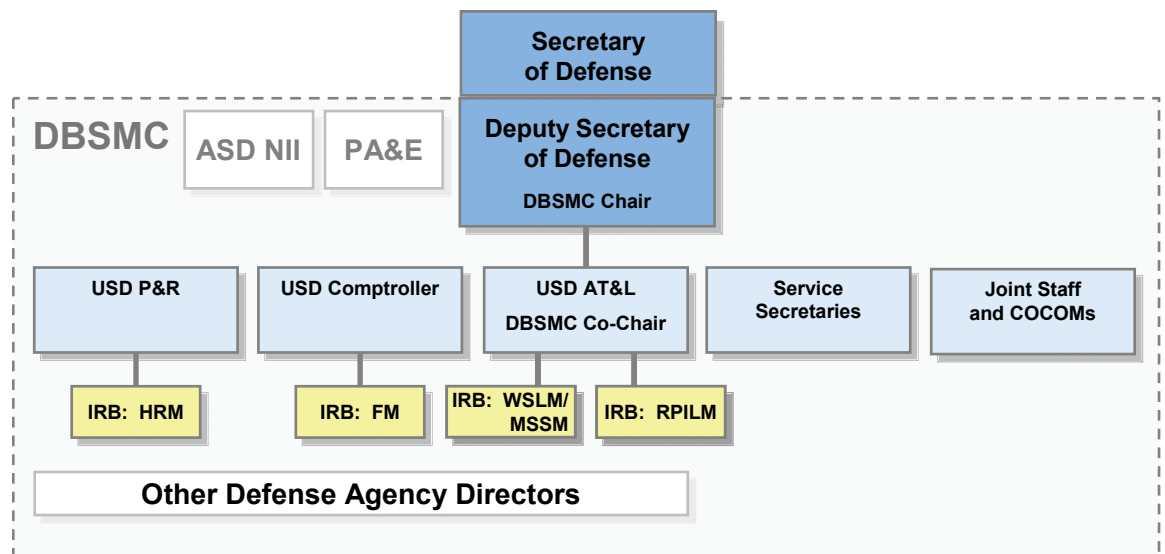 Secretary
of Defense
DBSMC
ASD NII
PA&E
Deputy Secretary
of Defense
DBSMC Chair
USD P&R
USD Comptroller
USD AT&L
DBSMC Co-Chair
Service
Secretaries
Joint Staff
and COCOMs
IRB: HRM
IRB: FM
IRB: WSLM/
MSSM
IRB: RPILM
Other Defense Agency Directors